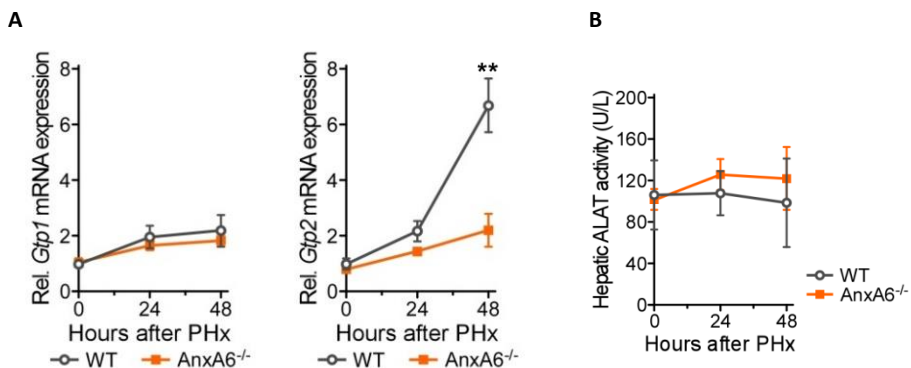 A
B
Rel. Gtp1 mRNA expression
8
6
4
2
0
0 24 48
Hours after PHx
WT AnxA6-/-
Rel. Gtp2 mRNA expression
8
6
4
2
0
**
0 24 48
Hours after PHx
WT AnxA6-/-
Hepatic ALAT activity (U/L)
200
160
120
80
40
0
0 24 48
Hours after PHx
WT
AnxA6-/-